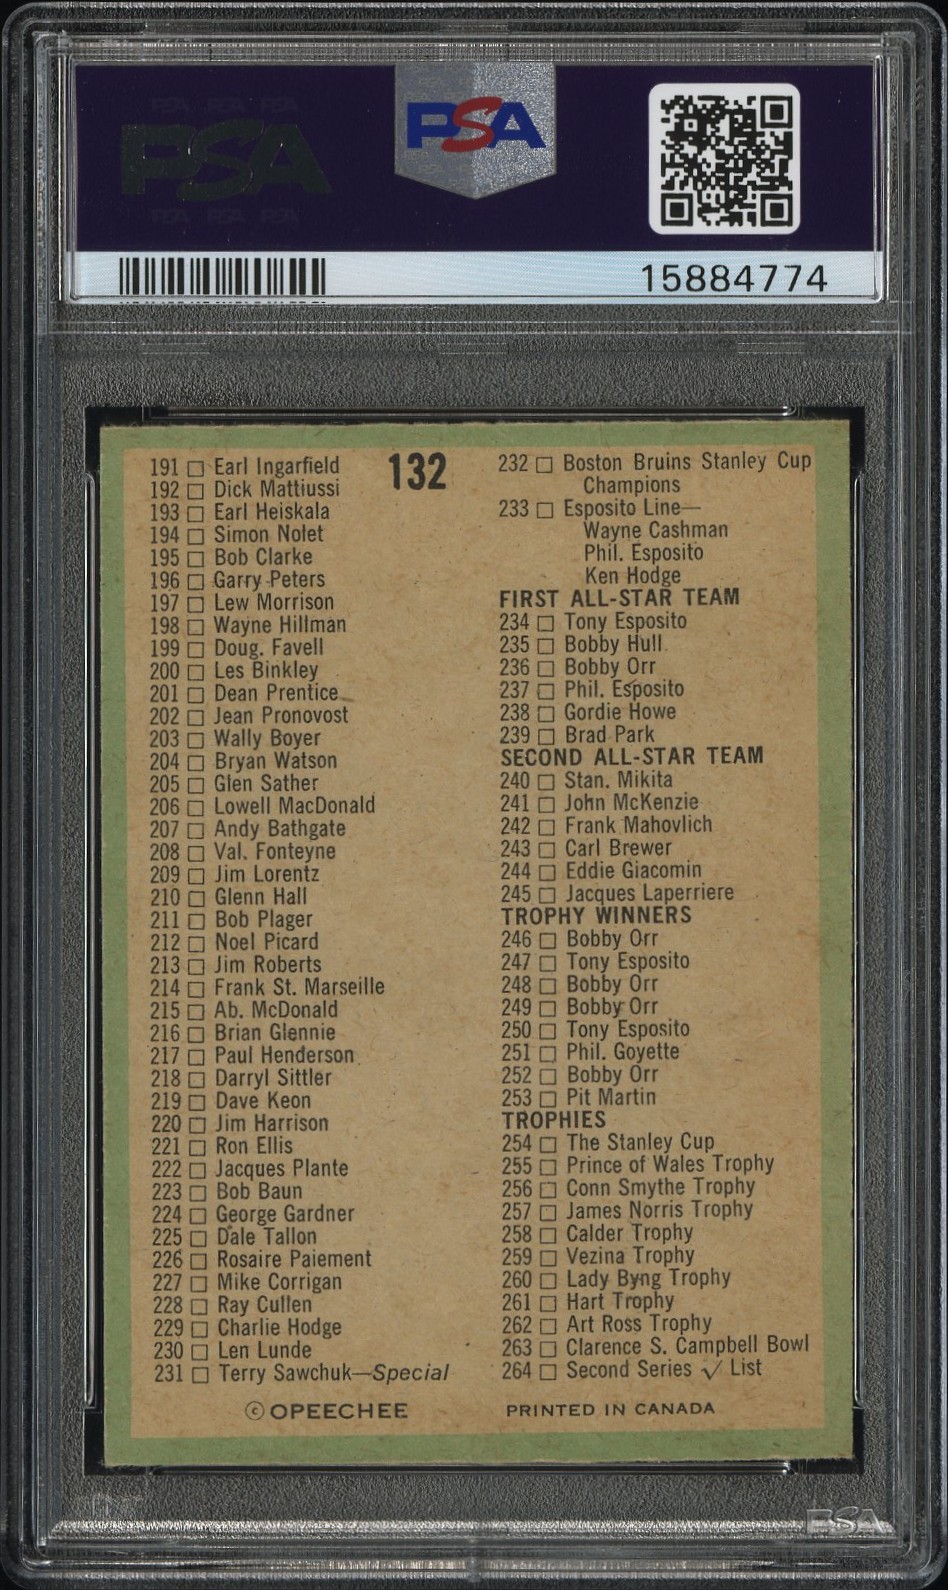 PSA
PSA
15884774
132
191 □ Earl Ingarfield
192 □ Dick Mattiussi
193 □ Earl Heiskala
194 □ Simon Nolet
195 □ Bob Clarke
196 □ Garry Peters
197 □ Lew Morrison
198 □ Wayne Hillman
199 □ Doug. Favell
200 □ Les Binkley
201 □ Dean Prentice
202 □ Jean Pronovost
203 □ Wally Boyer
204 □ Bryan Watson
205 □ Glen Sather
206 □ Lowell MacDonald
207 □ Andy Bathgate
208 □ Val. Fonteyne
209 □ Jim Lorentz
210 □ Glenn Hall
211 □ Bob Plager
212 □ Noel Picard
213 □ Jim Roberts
214 □ Frank St. Marseille
215 □ Ab. McDonald
216 □ Brian Glennie
217 □ Paul Henderson
218 □ Darryl Sittler
219 □ Dave Keon
220 □ Jim Harrison
221 □ Ron Ellis
222 □ Jacques Plante
223 □ Bob Baun
224 □ George Gardner
225 □ Dale Tallon
226 □ Rosaire Paiement
227 □ Mike Corrigan
228 □ Ray Cullen
229 □ Charlie Hodge
230 □ Len Lunde
231 □ Terry Sawchuk—Special
232 □ Boston Bruins Stanley Cup
Champions
233 □ Esposito Line—
Wayne Cashman
Phil. Esposito
Ken Hodge
FIRST ALL-STAR TEAM
234 □ Tony Esposito
235 □ Bobby Hull
236 □ Bobby Orr
237 □ Phil. Esposito
238 □ Gordie Howe
239 □ Brad Park
SECOND ALL-STAR TEAM
240 □ Stan. Mikita
241 □ John McKenzie
242 □ Frank Mahovlich
243 □ Carl Brewer
244 □ Eddie Giacomin
245 □ Jacques Laperriere
TROPHY WINNERS
246 □ Bobby Orr
247 □ Tony Esposito
248 □ Bobby Orr
249 □ Bobby Orr
250 □ Tony Esposito
251 □ Phil. Goyette
252 □ Bobby Orr
253 □ Pit Martin
TROPHIES
254 □ The Stanley Cup
255 □ Prince of Wales Trophy
256 □ Conn Smythe Trophy
257 □ James Norris Trophy
258 □ Calder Trophy
259 □ Vezina Trophy
260 □ Lady Byng Trophy
261 □ Hart Trophy
262 □ Art Ross Trophy
263 □ Clarence S. Campbell Bowl
264 □ Second Series √ List
© OPEECHEE
PRINTED IN CANADA
PSA